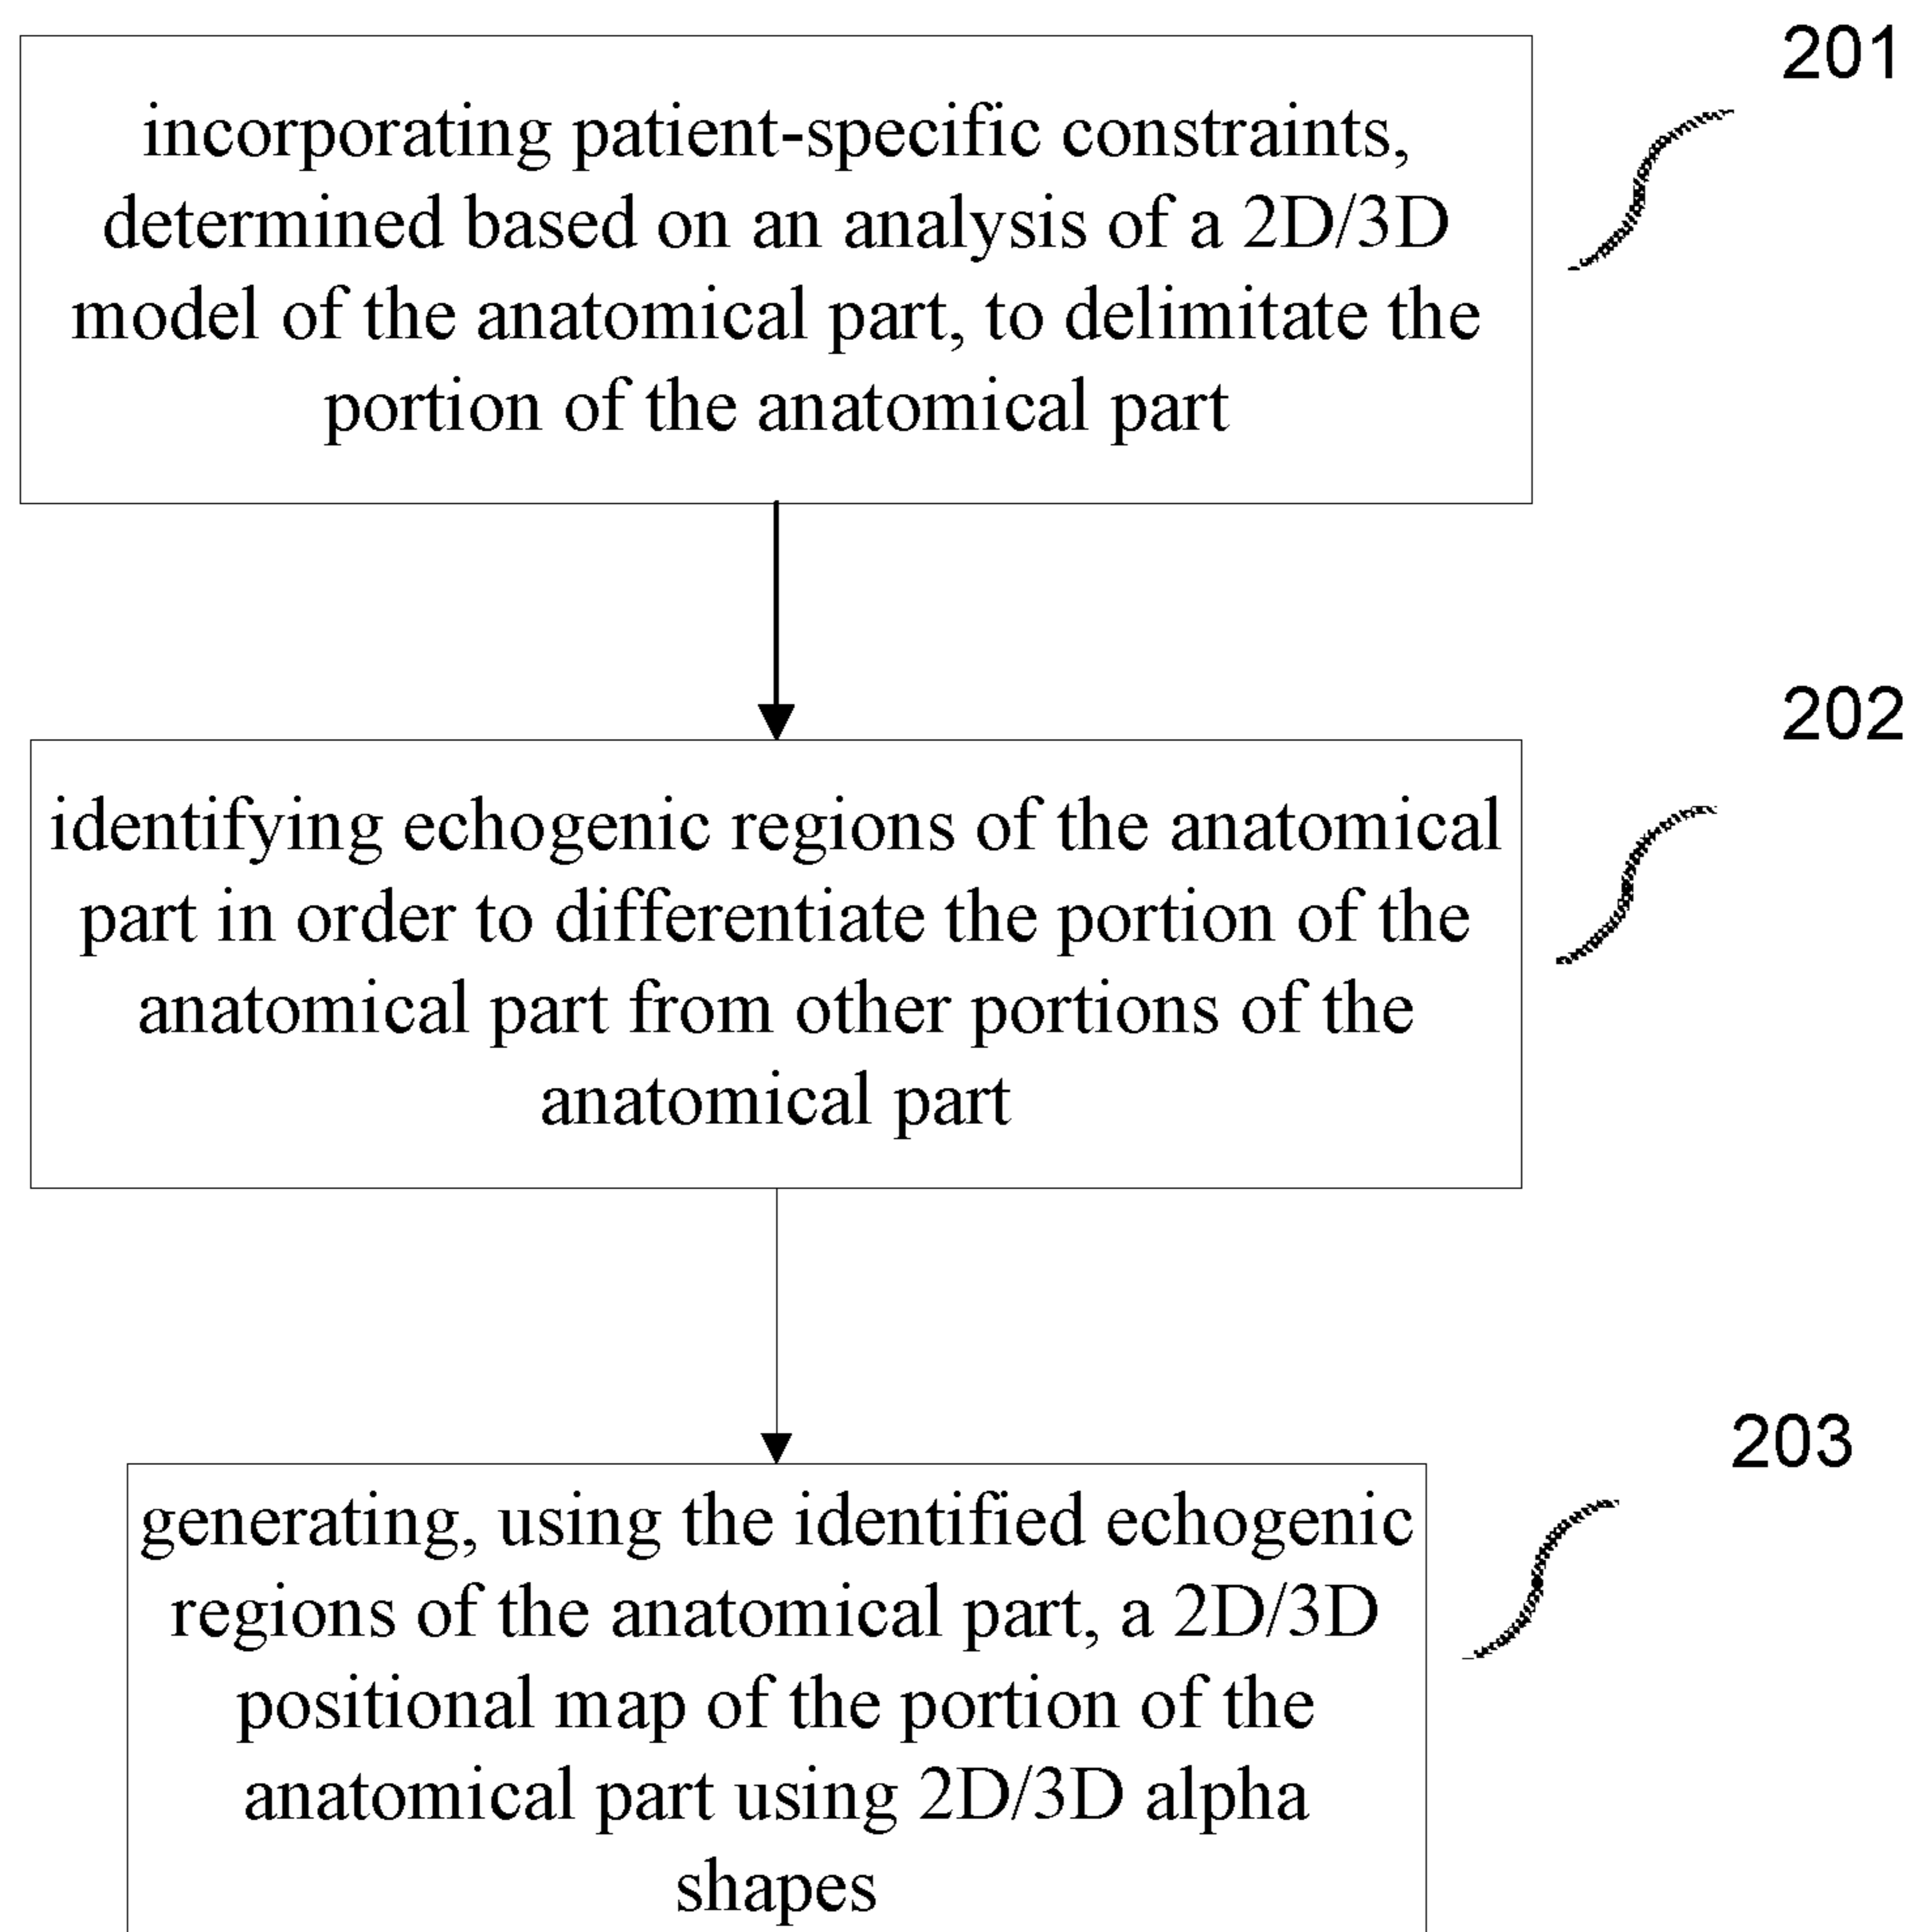 201
incorporating patient-specific constraints,
determined based on an analysis of a 2D/3D
model of the anatomical part, to delimitate the
portion of the anatomical part
202
identifying echogenic regions of the anatomical
part in order to differentiate the portion of the
anatomical part from other portions of the
anatomical part
203
generating, using the identified echogenic
regions of the anatomical part, a 2D/3D
positional map of the portion of the
anatomical part using 2D/3D alpha
shapes